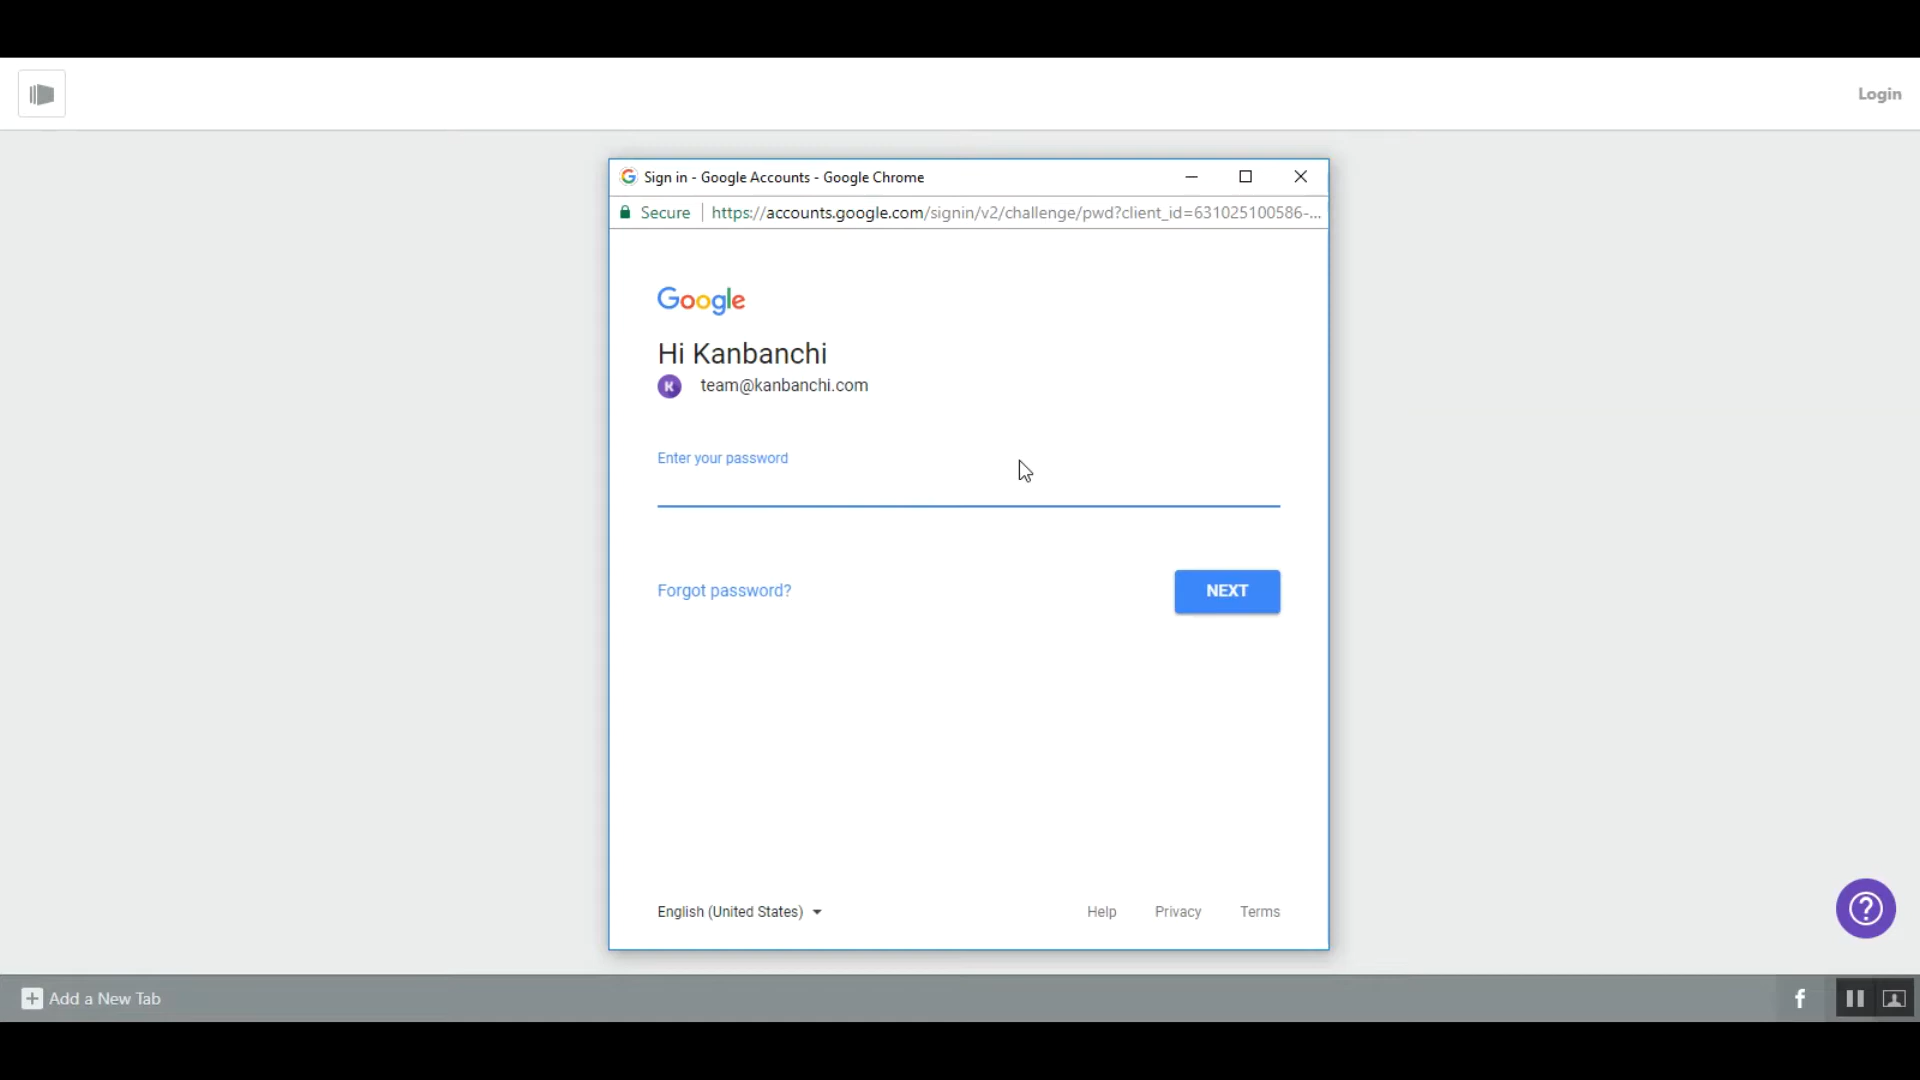 Login
Sign in - Google Accounts - Google Chrome
Secure https://accounts.google.com/signin/v2/challenge/pwd?client_id=631025100586-...
Google
Hi Kanbanchi
K team@kanbanchi.com
Enter your password
Forgot password? NEXT
English (United States) Help Privacy Terms
Add a New Tab